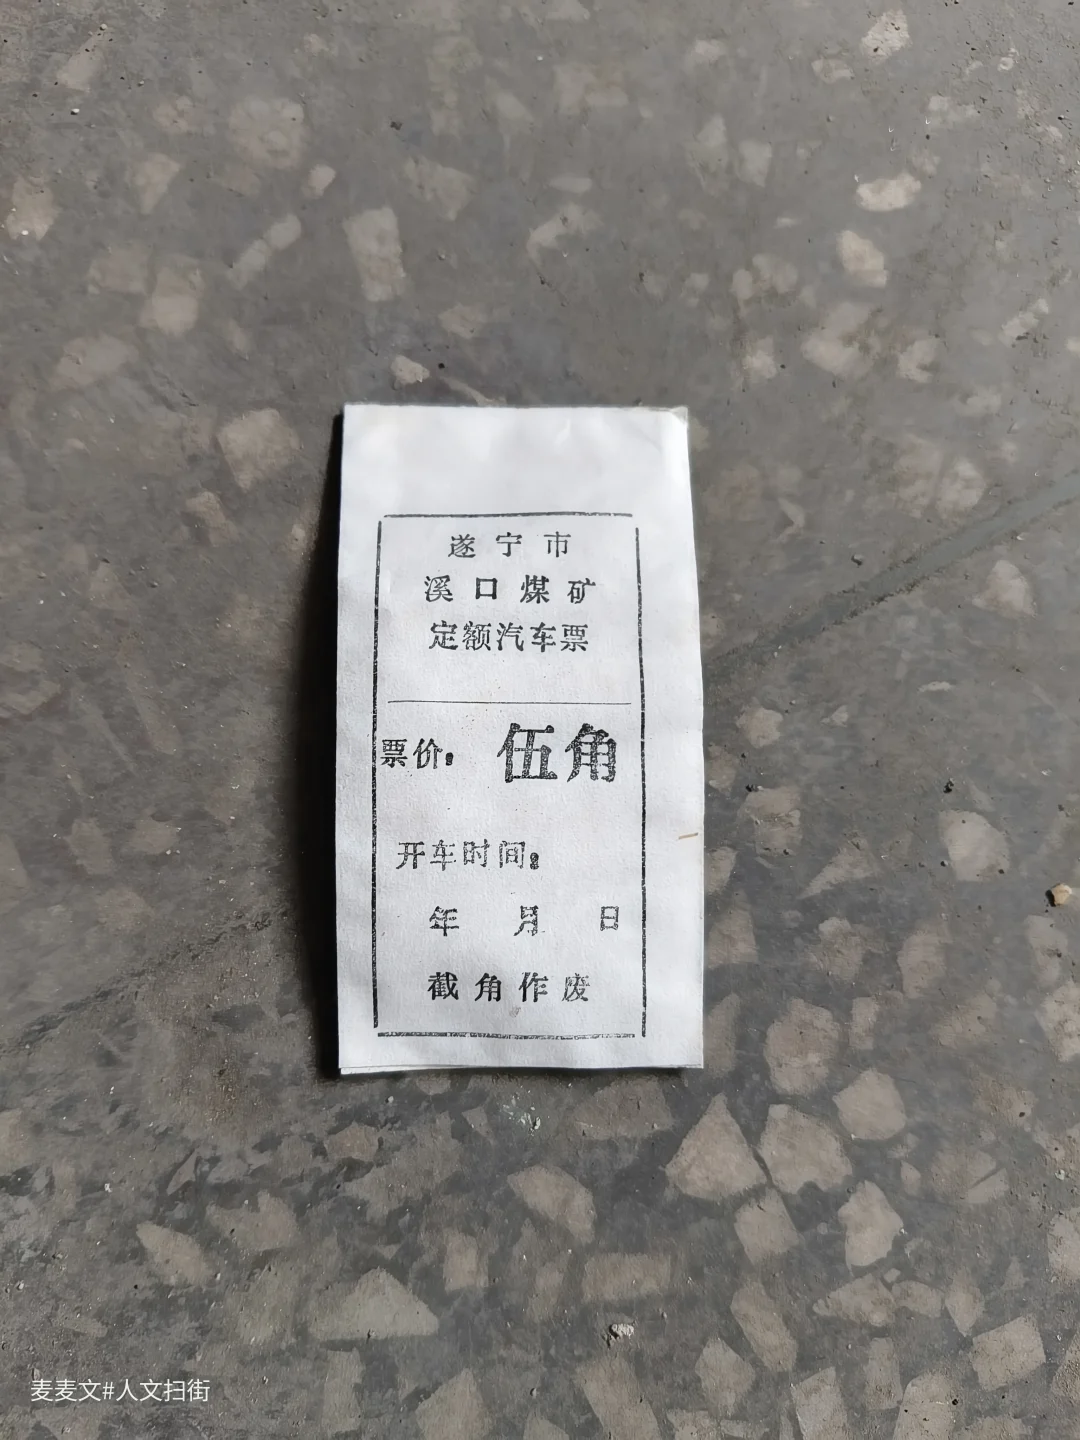 遂宁市
溪口煤矿
定额汽车票
票价：伍角
开车时间：
年 月 日
截角作废
麦麦文#人文扫街